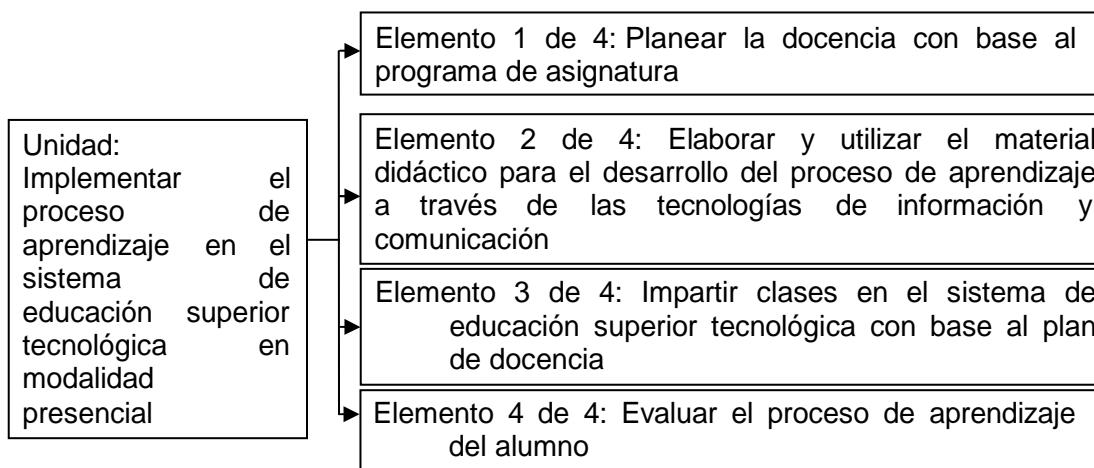 Unidad:
Implementar el
proceso de
aprendizaje en el
sistema de
educación superior
tecnológica en
modalidad
presencial
Elemento 1 de 4: Planear la docencia con base al
programa de asignatura
Elemento 2 de 4: Elaborar y utilizar el material
didáctico para el desarrollo del proceso de aprendizaje
a través de las tecnologías de información y
comunicación
Elemento 3 de 4: Impartir clases en el sistema de
educación superior tecnológica con base al plan
de docencia
Elemento 4 de 4: Evaluar el proceso de aprendizaje
del alumno